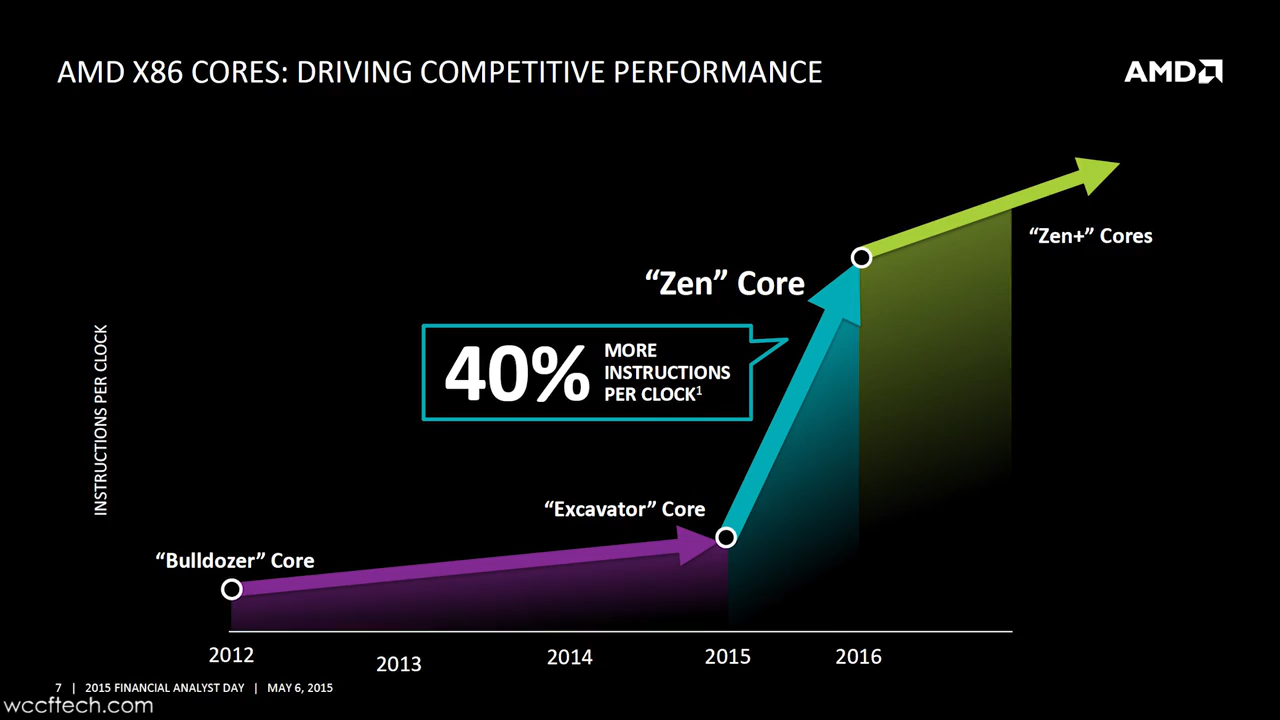 AMD X86 CORES: DRIVING COMPETITIVE PERFORMANCE
AMD
“Zen+” Cores
“Zen” Core
40%
MORE
INSTRUCTIONS
PER CLOCK1
INSTRUCTIONS PER CLOCK
“Excavator” Core
“Bulldozer” Core
2012
2013
2014
2015
2016
7 | 2015 FINANCIAL ANALYST DAY | MAY 6, 2015
wccftech.com